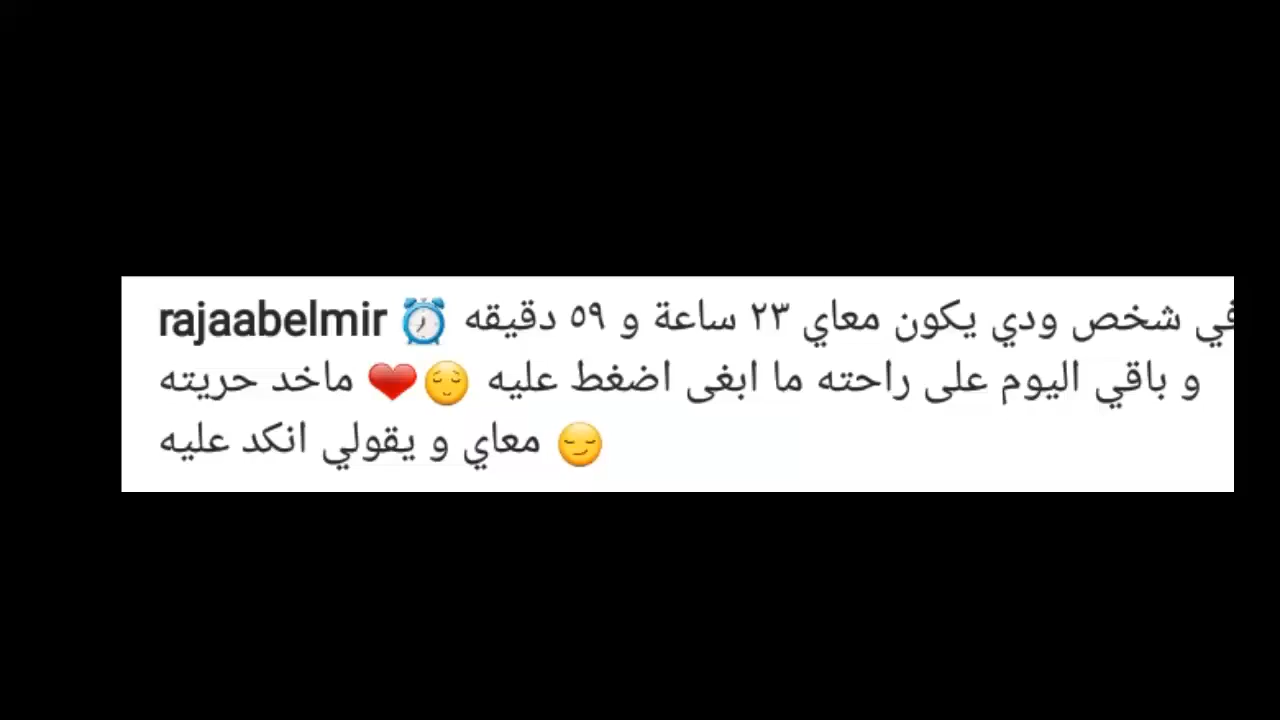 rajaabelmir ⏰ في شخص ودي يكون معاي ٢٣ ساعة و ٥٩ دقيقه
و باقي اليوم على راحته ما ابغى اضغط عليه 😌❤️ ماخد حريته
معاي و يقولي انكد عليه 😏